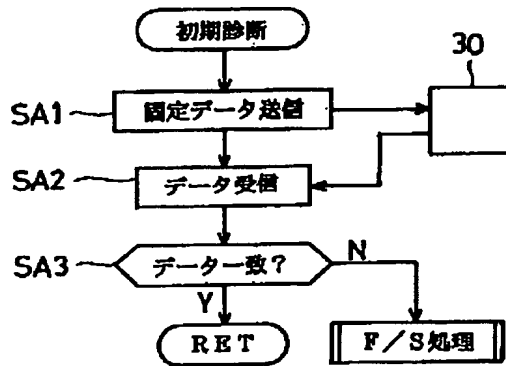 初期診断
30
SA1
固定データ送信
SA2
データ受信
SA3
データ一致?
N
Y
RET
F/S処理